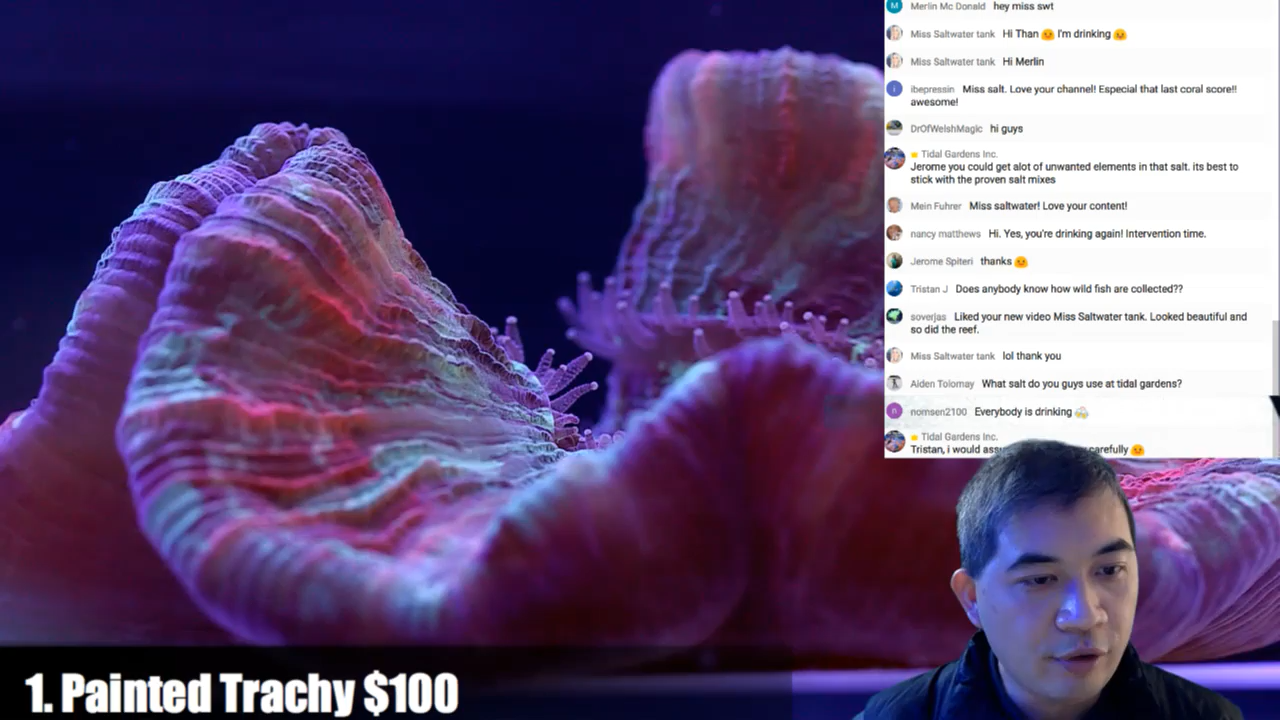 M Merlin Mc Donald hey miss swt
Miss Saltwater tank Hi Than 😊 I'm drinking 😊
Miss Saltwater tank Hi Merlin
i ibepressin Miss salt. Love your channel! Especial that last coral score!!
awesome!
DrOfWelshMagic hi guys
Tidal Gardens Inc.
Jerome you could get alot of unwanted elements in that salt. its best to
stick with the proven salt mixes
Mein Fuhrer Miss saltwater! Love your content!
nancy matthews Hi. Yes, you're drinking again! Intervention time.
Jerome Spiteri thanks 😊
Tristan J Does anybody know how wild fish are collected??
soverjas Liked your new video Miss Saltwater tank. Looked beautiful and
so did the reef.
Miss Saltwater tank lol thank you
Aiden Tolomay What salt do you guys use at tidal gardens?
n nomsen2100 Everybody is drinking 🍻
Tidal Gardens Inc.
Tristan, i would carefully 😊
1. Painted Trachy $100